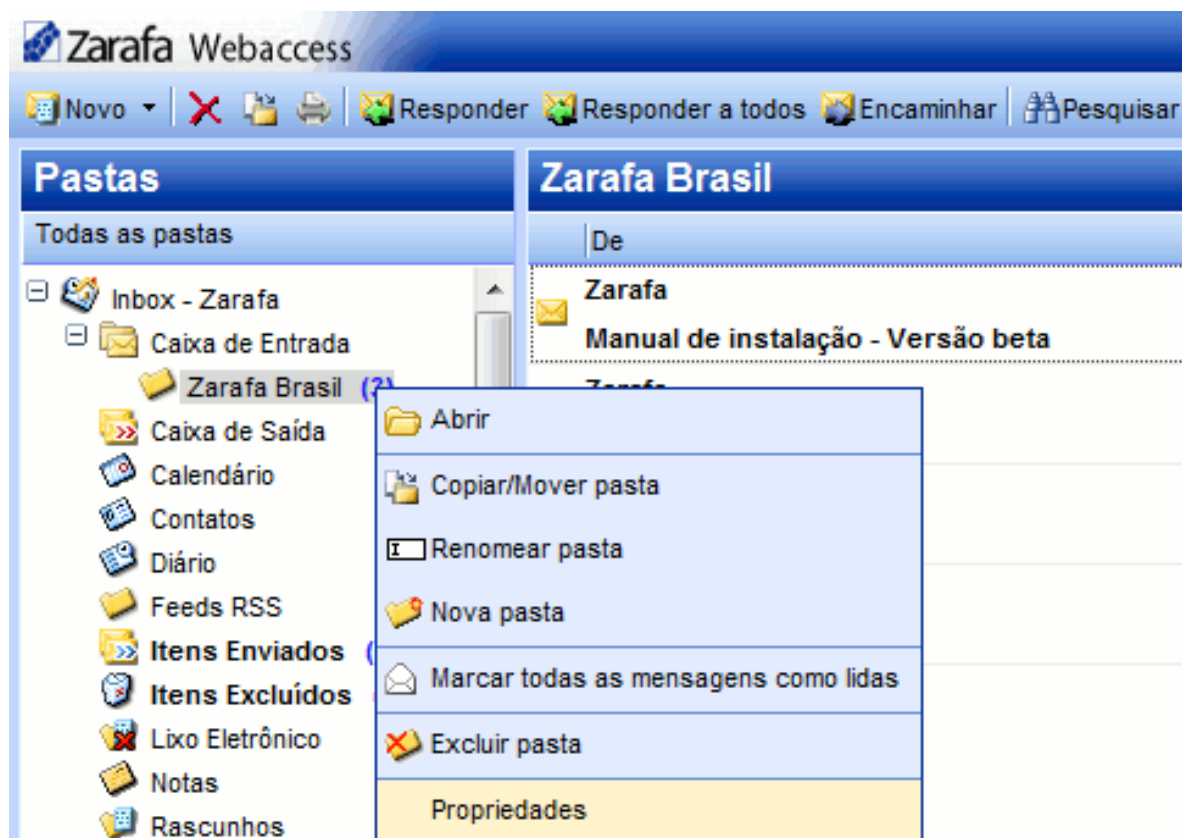 Zarafa Webaccess
Novo Responder Responder a todos Encaminhar Pesquisar
Pastas
Todas as pastas
Inbox - Zarafa
Caixa de Entrada
Zarafa Brasil
Caixa de Saída
Calendário
Contatos
Diário
Feeds RSS
Itens Enviados
Itens Excluídos
Lixo Eletrônico
Notas
Rascunhos
Zarafa Brasil
De
Zarafa
Manual de instalação - Versão beta
Zarafa
Abrir
Copiar/Mover pasta
Renomear pasta
Nova pasta
Marcar todas as mensagens como lidas
Excluir pasta
Propriedades